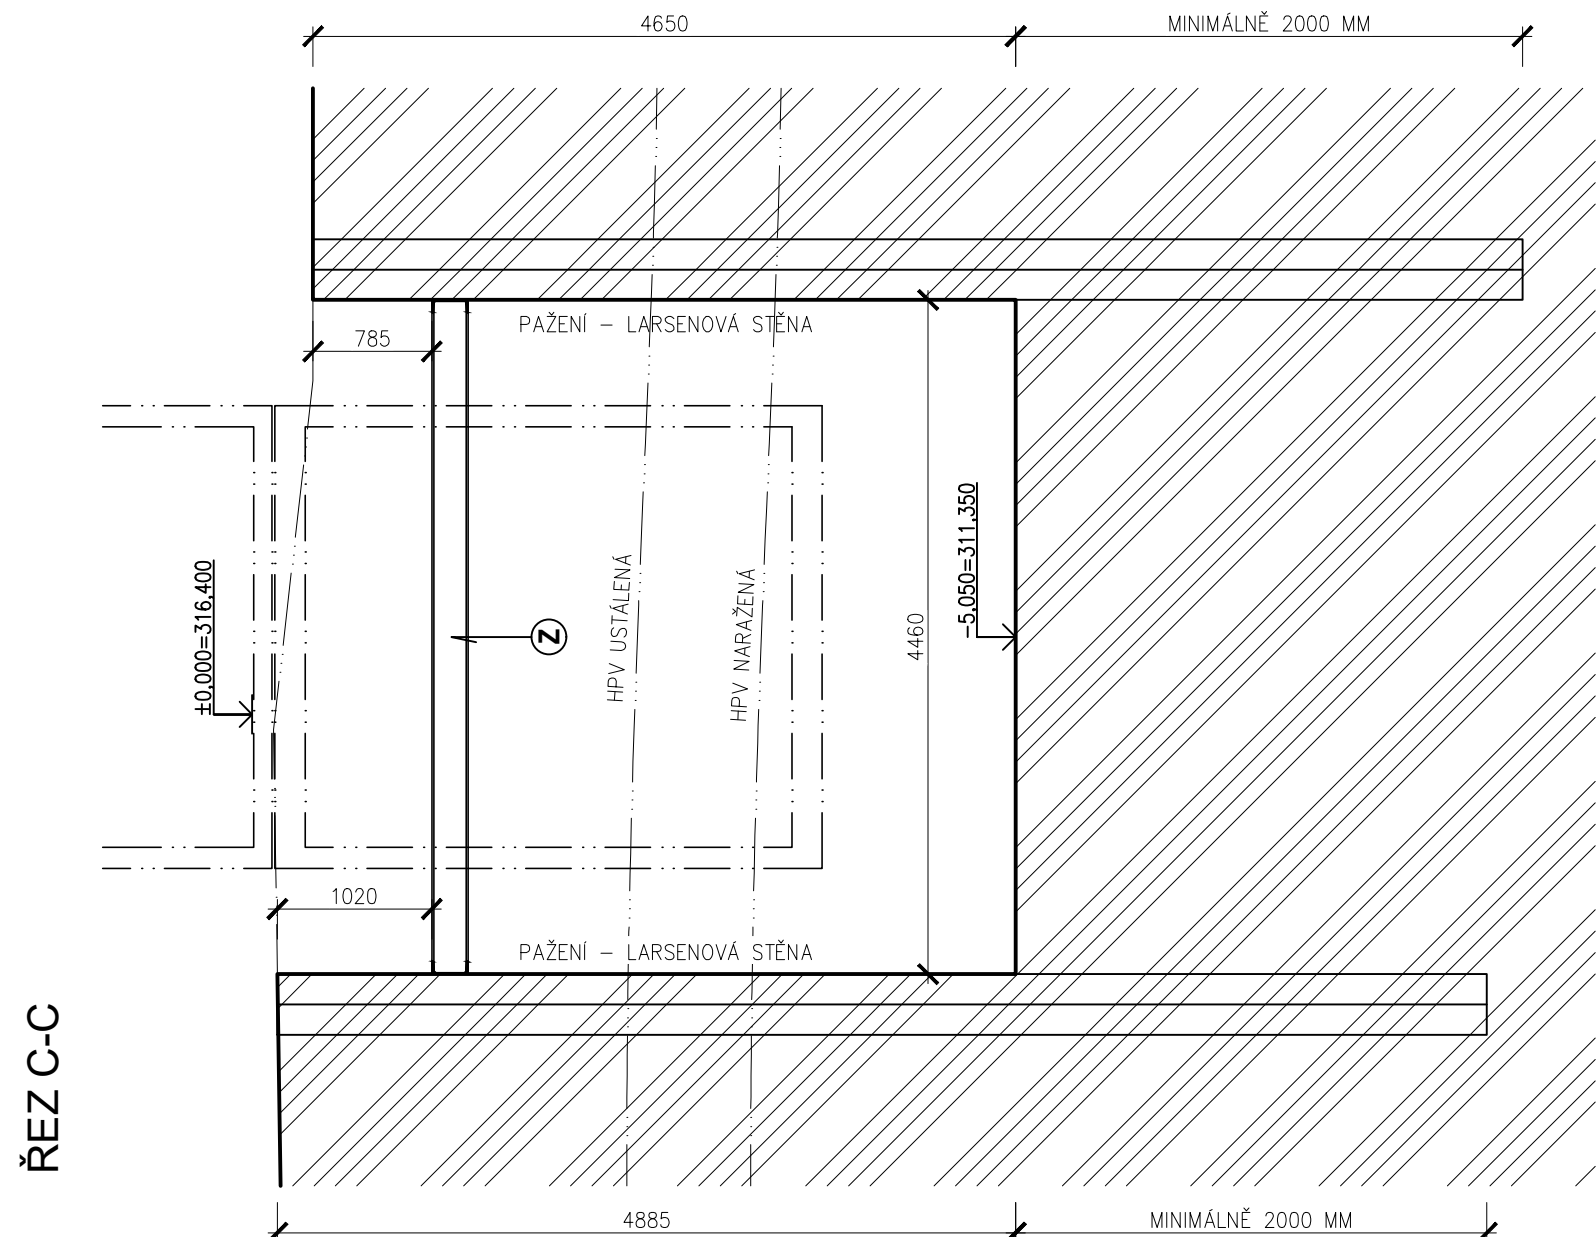 4650
MINIMÁLNĚ 2000 MM
PAŽENÍ – LARSENOVÁ STĚNA
785
±0,000=316,400
Z
HPV USTÁLENÁ
HPV NARAŽENÁ
4460
–5,050=311,350
1020
PAŽENÍ – LARSENOVÁ STĚNA
ŘEZ C-C
4885
MINIMÁLNĚ 2000 MM